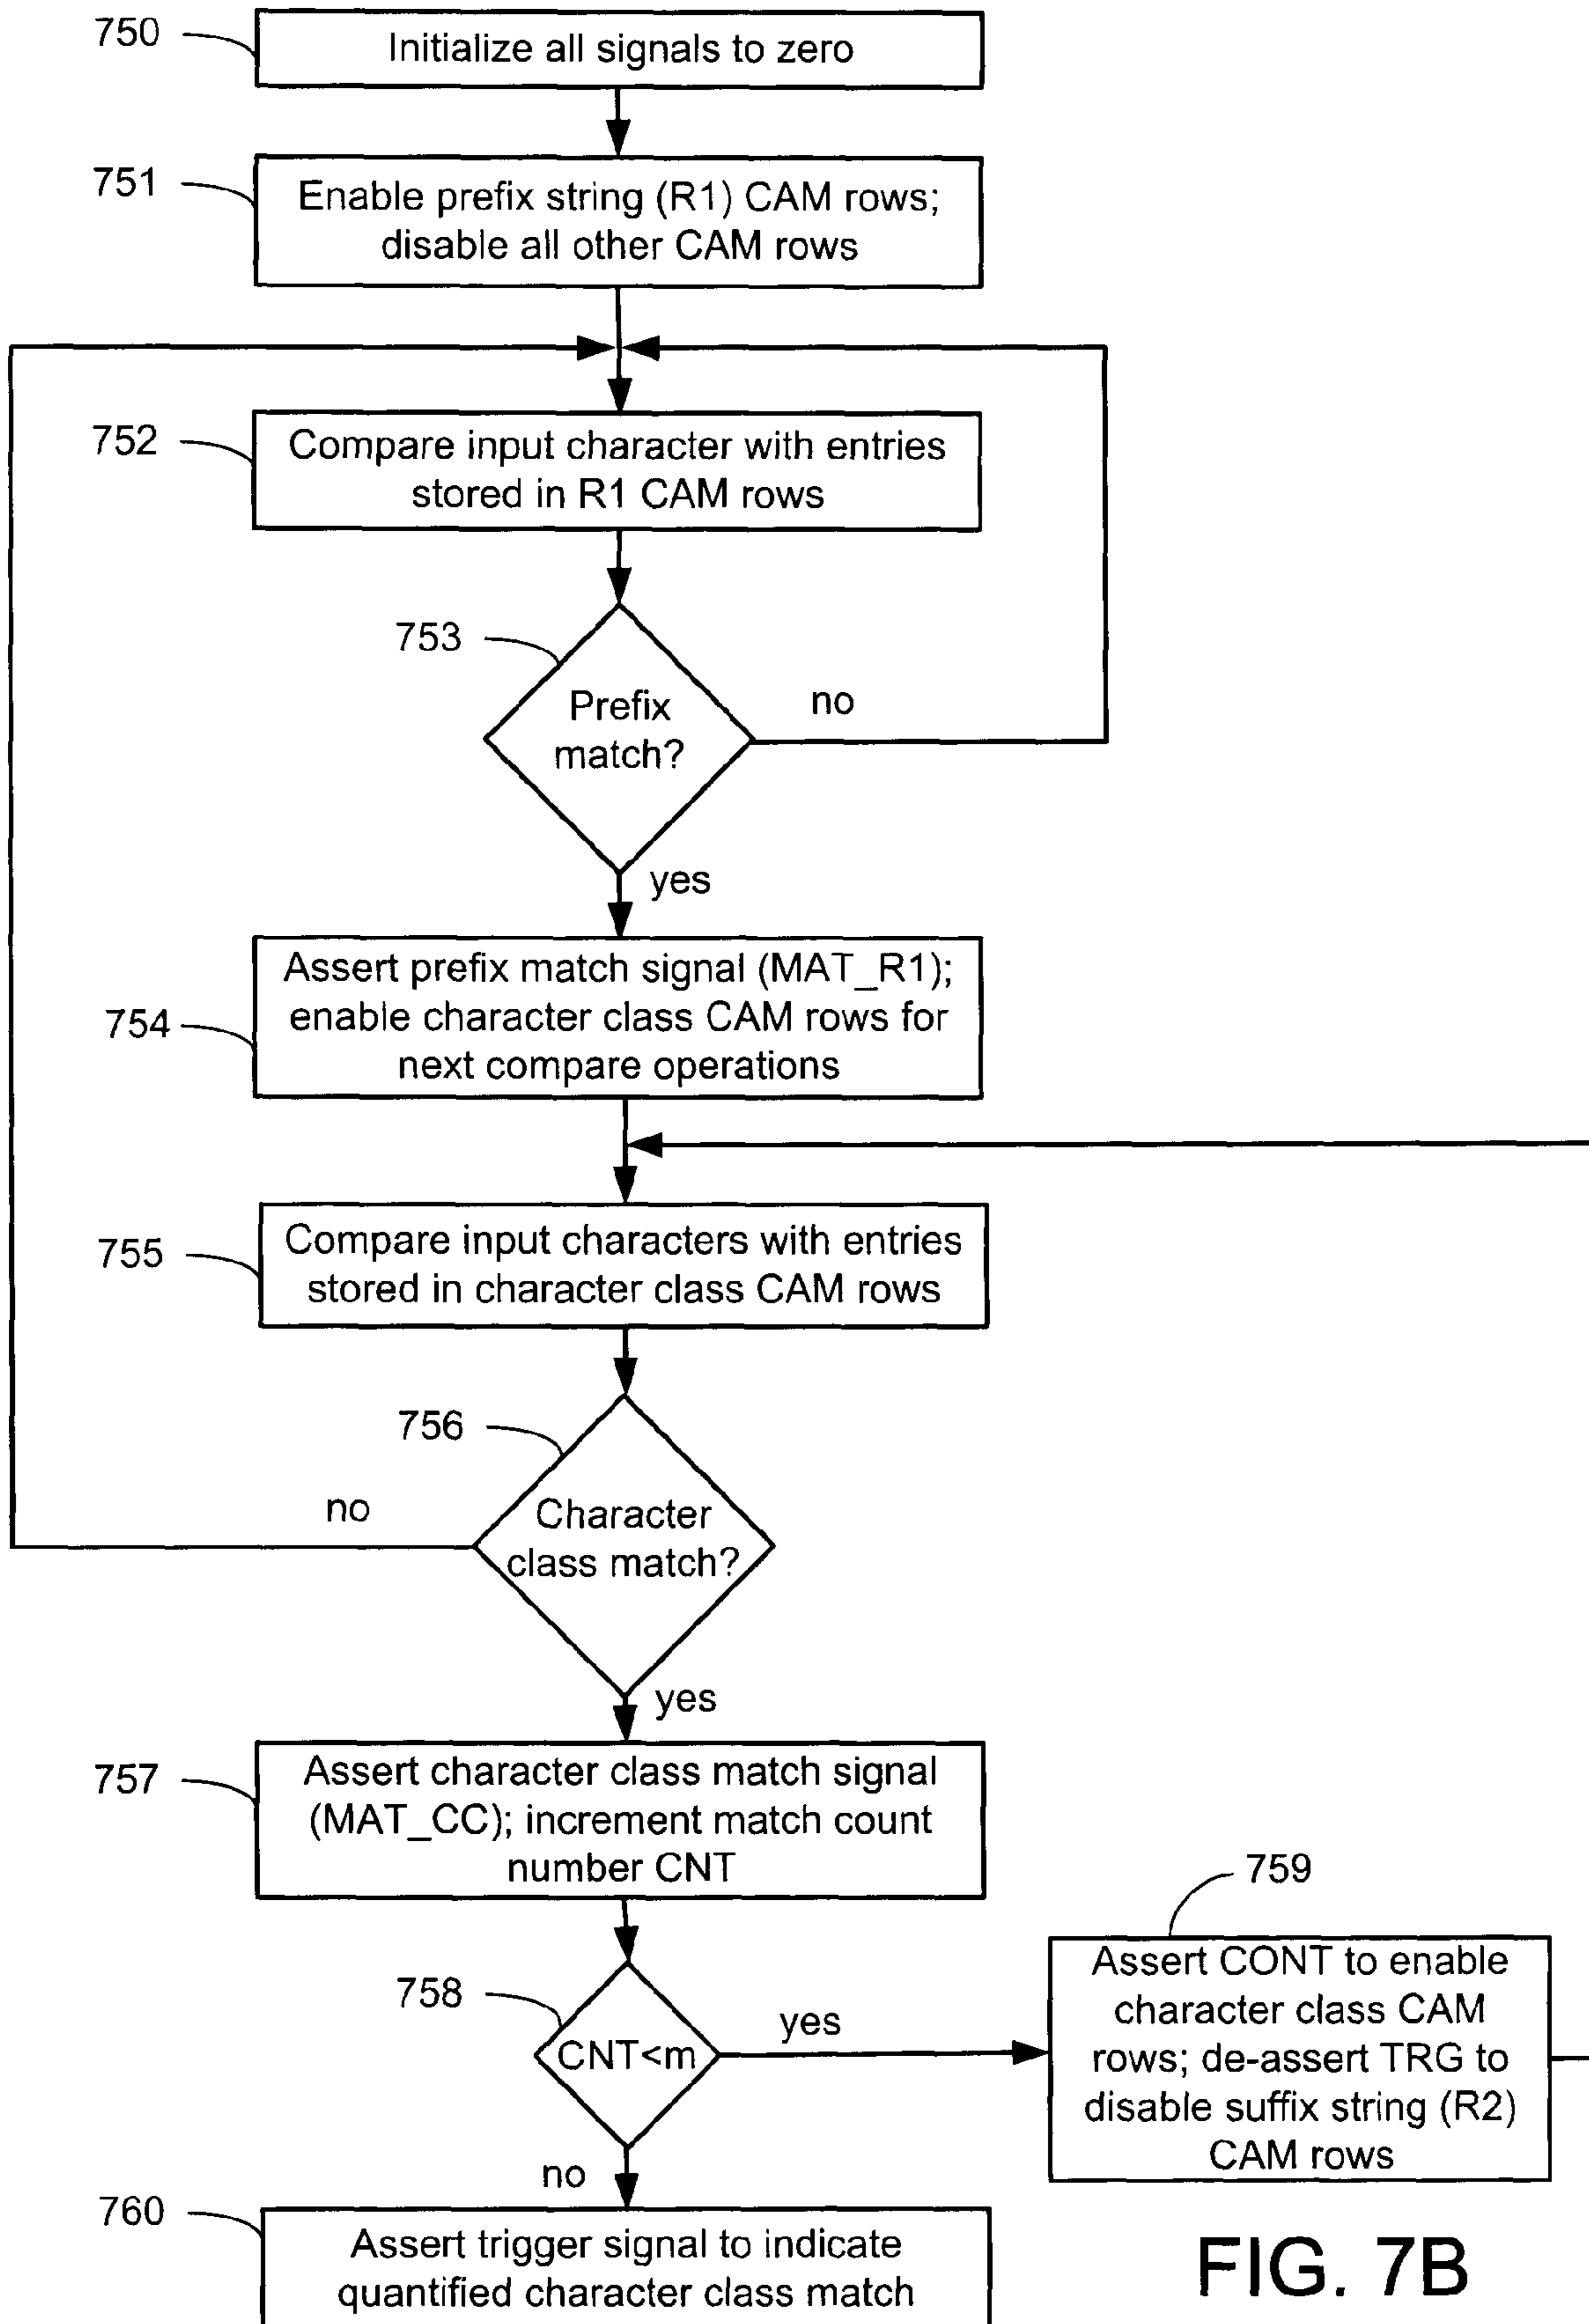 750
Initialize all signals to zero
751
Enable prefix string (R1) CAM rows;
disable all other CAM rows
752
Compare input character with entries
stored in R1 CAM rows
753
Prefix
match?
no
yes
754
Assert prefix match signal (MAT_R1);
enable character class CAM rows for
next compare operations
755
Compare input characters with entries
stored in character class CAM rows
756
Character
class match?
no
yes
757
Assert character class match signal
(MAT_CC); increment match count
number CNT
758
CNT<m
yes
759
Assert CONT to enable
character class CAM
rows; de-assert TRG to
disable suffix string (R2)
CAM rows
no
760
Assert trigger signal to indicate
quantified character class match
FIG. 7B